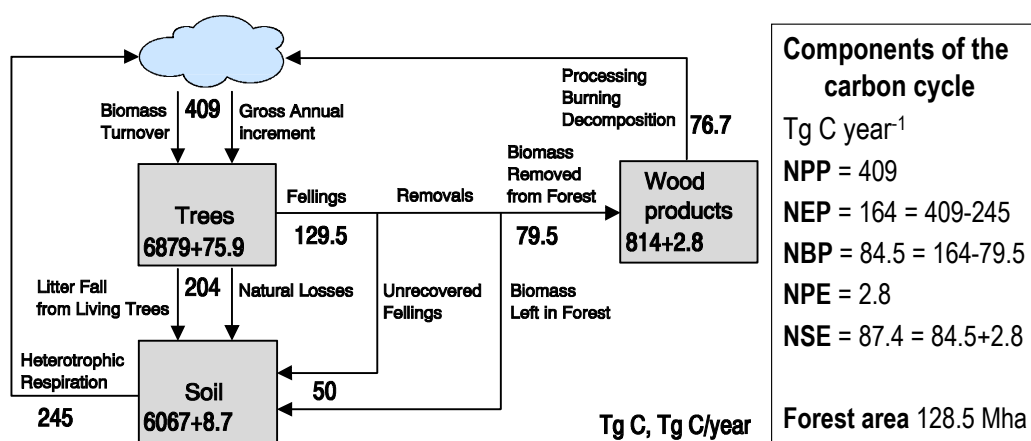 Biomass
Turnover
409
Gross Annual
increment
Processing
Burning
Decomposition
76.7
Trees
6879+75.9
Fellings
129.5
Removals
Biomass
Removed
from Forest
79.5
Wood
products
814+2.8
Litter Fall
from Living Trees
204
Natural Losses
Unrecovered
Fellings
Biomass
Left in Forest
Heterotrophic
Respiration
245
Soil
6067+8.7
50
Tg C, Tg C/year
Components of the
carbon cycle
Tg C year-1
NPP = 409
NEP = 164 = 409-245
NBP = 84.5 = 164-79.5
NPE = 2.8
NSE = 87.4 = 84.5+2.8
Forest area 128.5 Mha